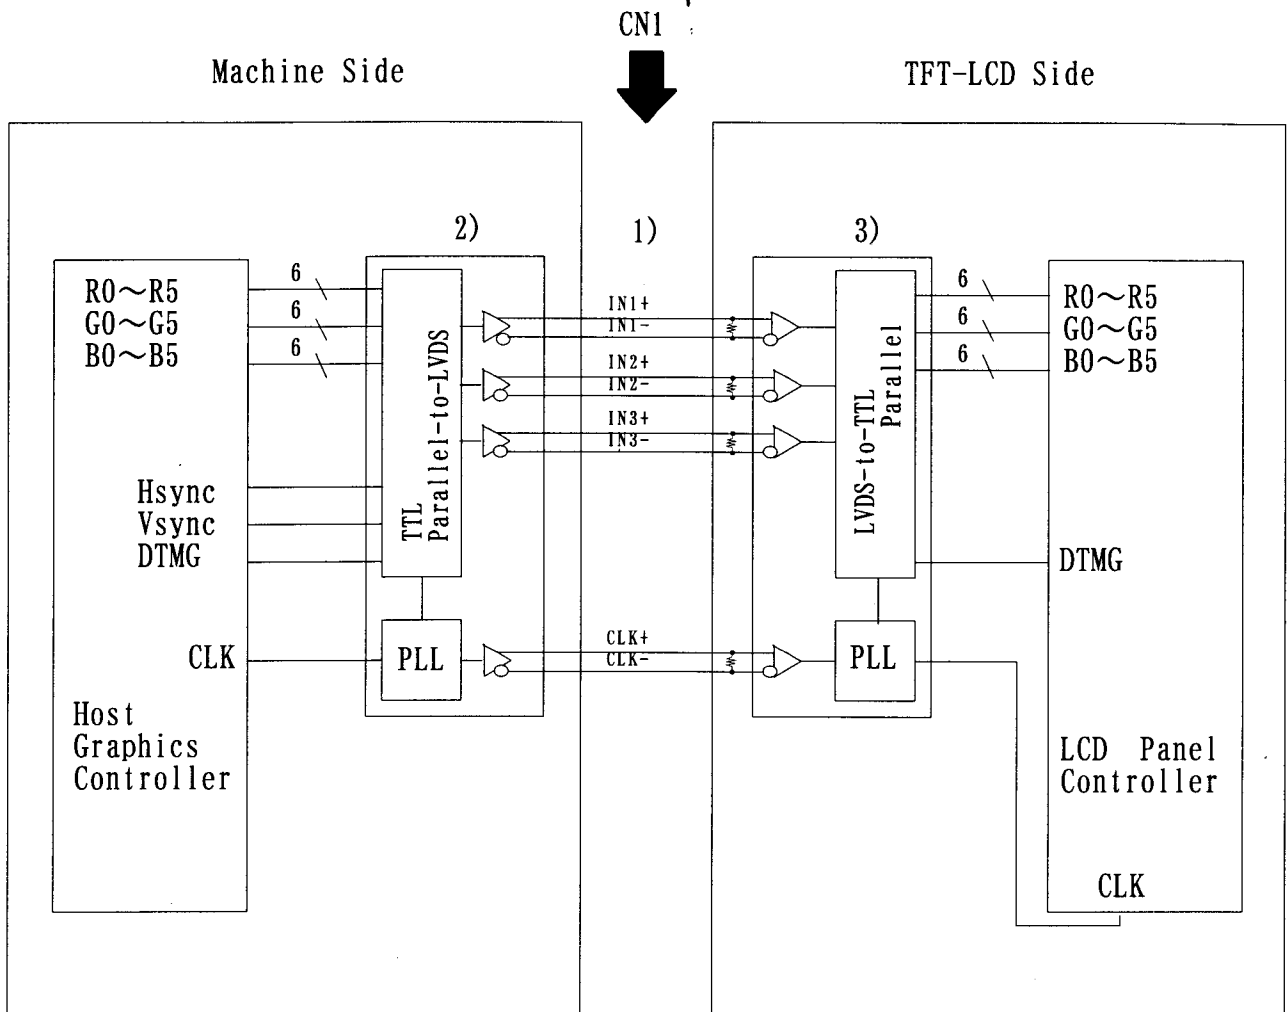 CN1
Machine Side
TFT-LCD Side
2)
1)
3)
R0～R5
G0～G5
B0～B5
6
6
6
Hsync
Vsync
DTMG
CLK
Host
Graphics
Controller
TTL
Parallel-to-LVDS
PLL
IN1+
IN1-
IN2+
IN2-
IN3+
IN3-
CLK+
CLK-
LVDS-to-TTL
Parallel
PLL
6
6
6
R0～R5
G0～G5
B0～B5
DTMG
LCD Panel
Controller
CLK